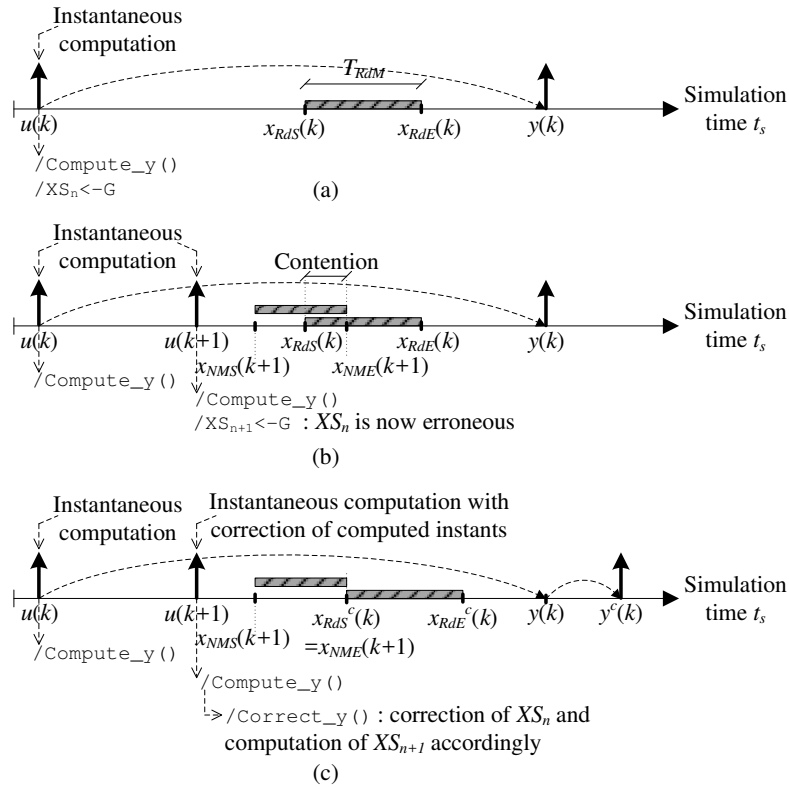 Instantaneous
computation
T_RdM
Simulation
time t_s
u(k) x_RdS(k) x_RdE(k) y(k)
/Compute_y()
/XS_n<-G
(a)
Instantaneous
computation
Contention
Simulation
time t_s
u(k) u(k+1) x_RdS(k) x_RdE(k) y(k)
x_NMS(k+1) x_NME(k+1)
/Compute_y()
/Compute_y()
/XS_n+1<-G : XS_n is now erroneous
(b)
Instantaneous
computation
Instantaneous computation with
correction of computed instants
Simulation
time t_s
u(k) u(k+1) x_RdS^c(k) x_RdE^c(k) y(k) y^c(k)
x_NMS(k+1) =x_NME(k+1)
/Compute_y()
/Compute_y()
/Correct_y() : correction of XS_n and
computation of XS_n+1 accordingly
(c)